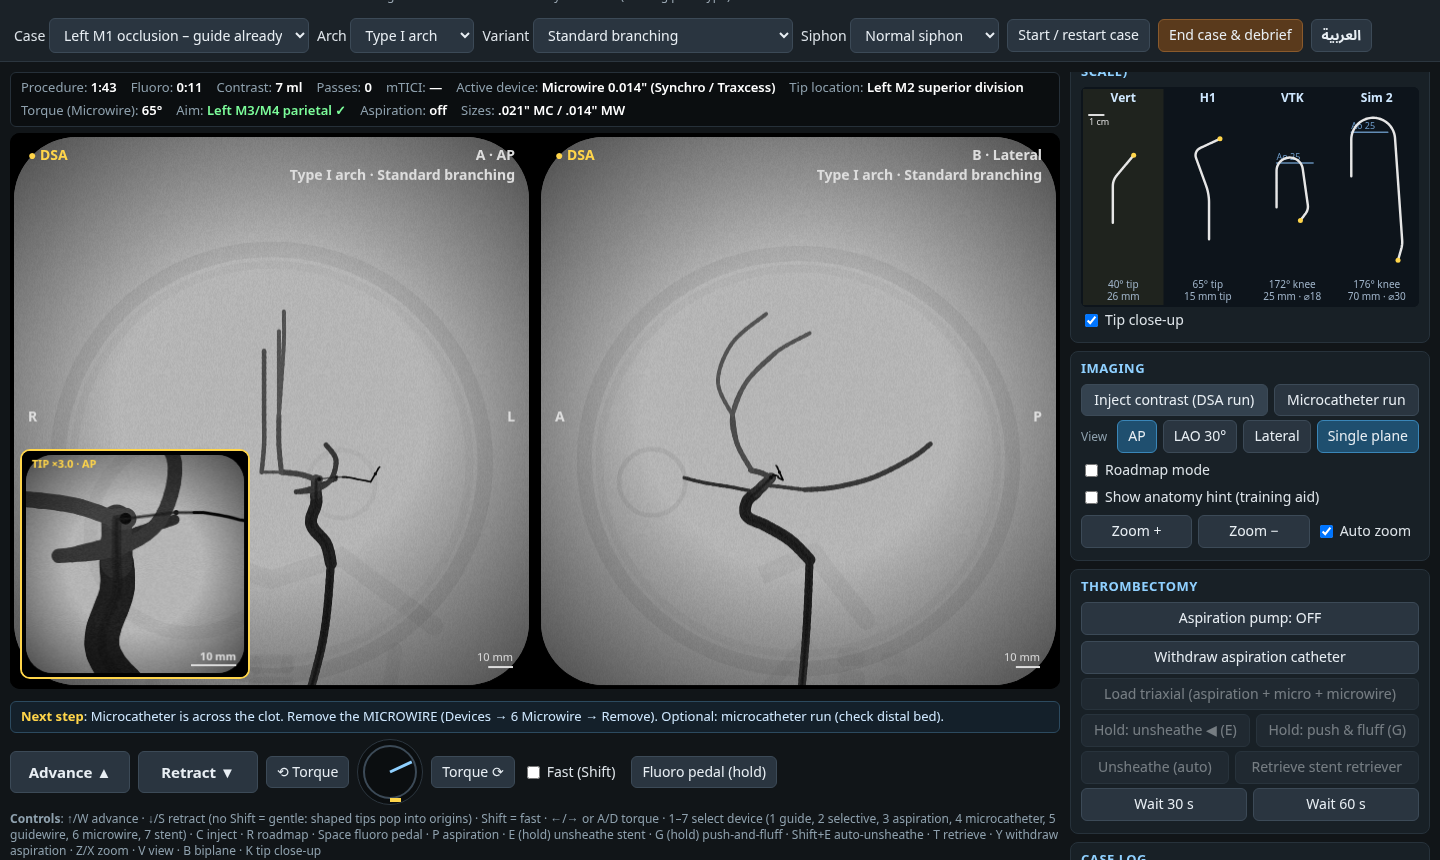 Case Left M1 occlusion – guide already Arch Type I arch Variant Standard branching Siphon Normal siphon Start / restart case End case & debrief العربية
Procedure: 1:43 Fluoro: 0:11 Contrast: 7 ml Passes: 0 mTICI: — Active device: Microwire 0.014" (Synchro / Traxcess) Tip location: Left M2 superior division
Torque (Microwire): 65° Aim: Left M3/M4 parietal ✓ Aspiration: off Sizes: .021" MC / .014" MW
● DSA
A · AP
Type I arch · Standard branching
R
L
TIP ×3.0 · AP
10 mm
10 mm
● DSA
B · Lateral
Type I arch · Standard branching
A
P
10 mm
Next step: Microcatheter is across the clot. Remove the MICROWIRE (Devices → 6 Microwire → Remove). Optional: microcatheter run (check distal bed).
Advance ▲ Retract ▼ ⟲ Torque Torque ⟳ Fast (Shift) Fluoro pedal (hold)
Controls: ↑/W advance · ↓/S retract (no Shift = gentle: shaped tips pop into origins) · Shift = fast · ←/→ or A/D torque · 1–7 select device (1 guide, 2 selective, 3 aspiration, 4 microcatheter, 5
guidewire, 6 microwire, 7 stent) · C inject · R roadmap · Space fluoro pedal · P aspiration · E (hold) unsheathe stent · G (hold) push-and-fluff · Shift+E auto-unsheathe · T retrieve · Y withdraw
aspiration · Z/X zoom · V view · B biplane · K tip close-up
SCALE)
Vert H1 VTK Sim 2
1 cm
Ao 25
Ao 25
40° tip 65° tip 172° knee 176° knee
26 mm 15 mm tip 25 mm · ⌀18 70 mm · ⌀30
Tip close-up
IMAGING
Inject contrast (DSA run) Microcatheter run
View AP LAO 30° Lateral Single plane
Roadmap mode
Show anatomy hint (training aid)
Zoom + Zoom − Auto zoom
THROMBECTOMY
Aspiration pump: OFF
Withdraw aspiration catheter
Load triaxial (aspiration + micro + microwire)
Hold: unsheathe ◀ (E) Hold: push & fluff (G)
Unsheathe (auto) Retrieve stent retriever
Wait 30 s Wait 60 s
CASE LOG